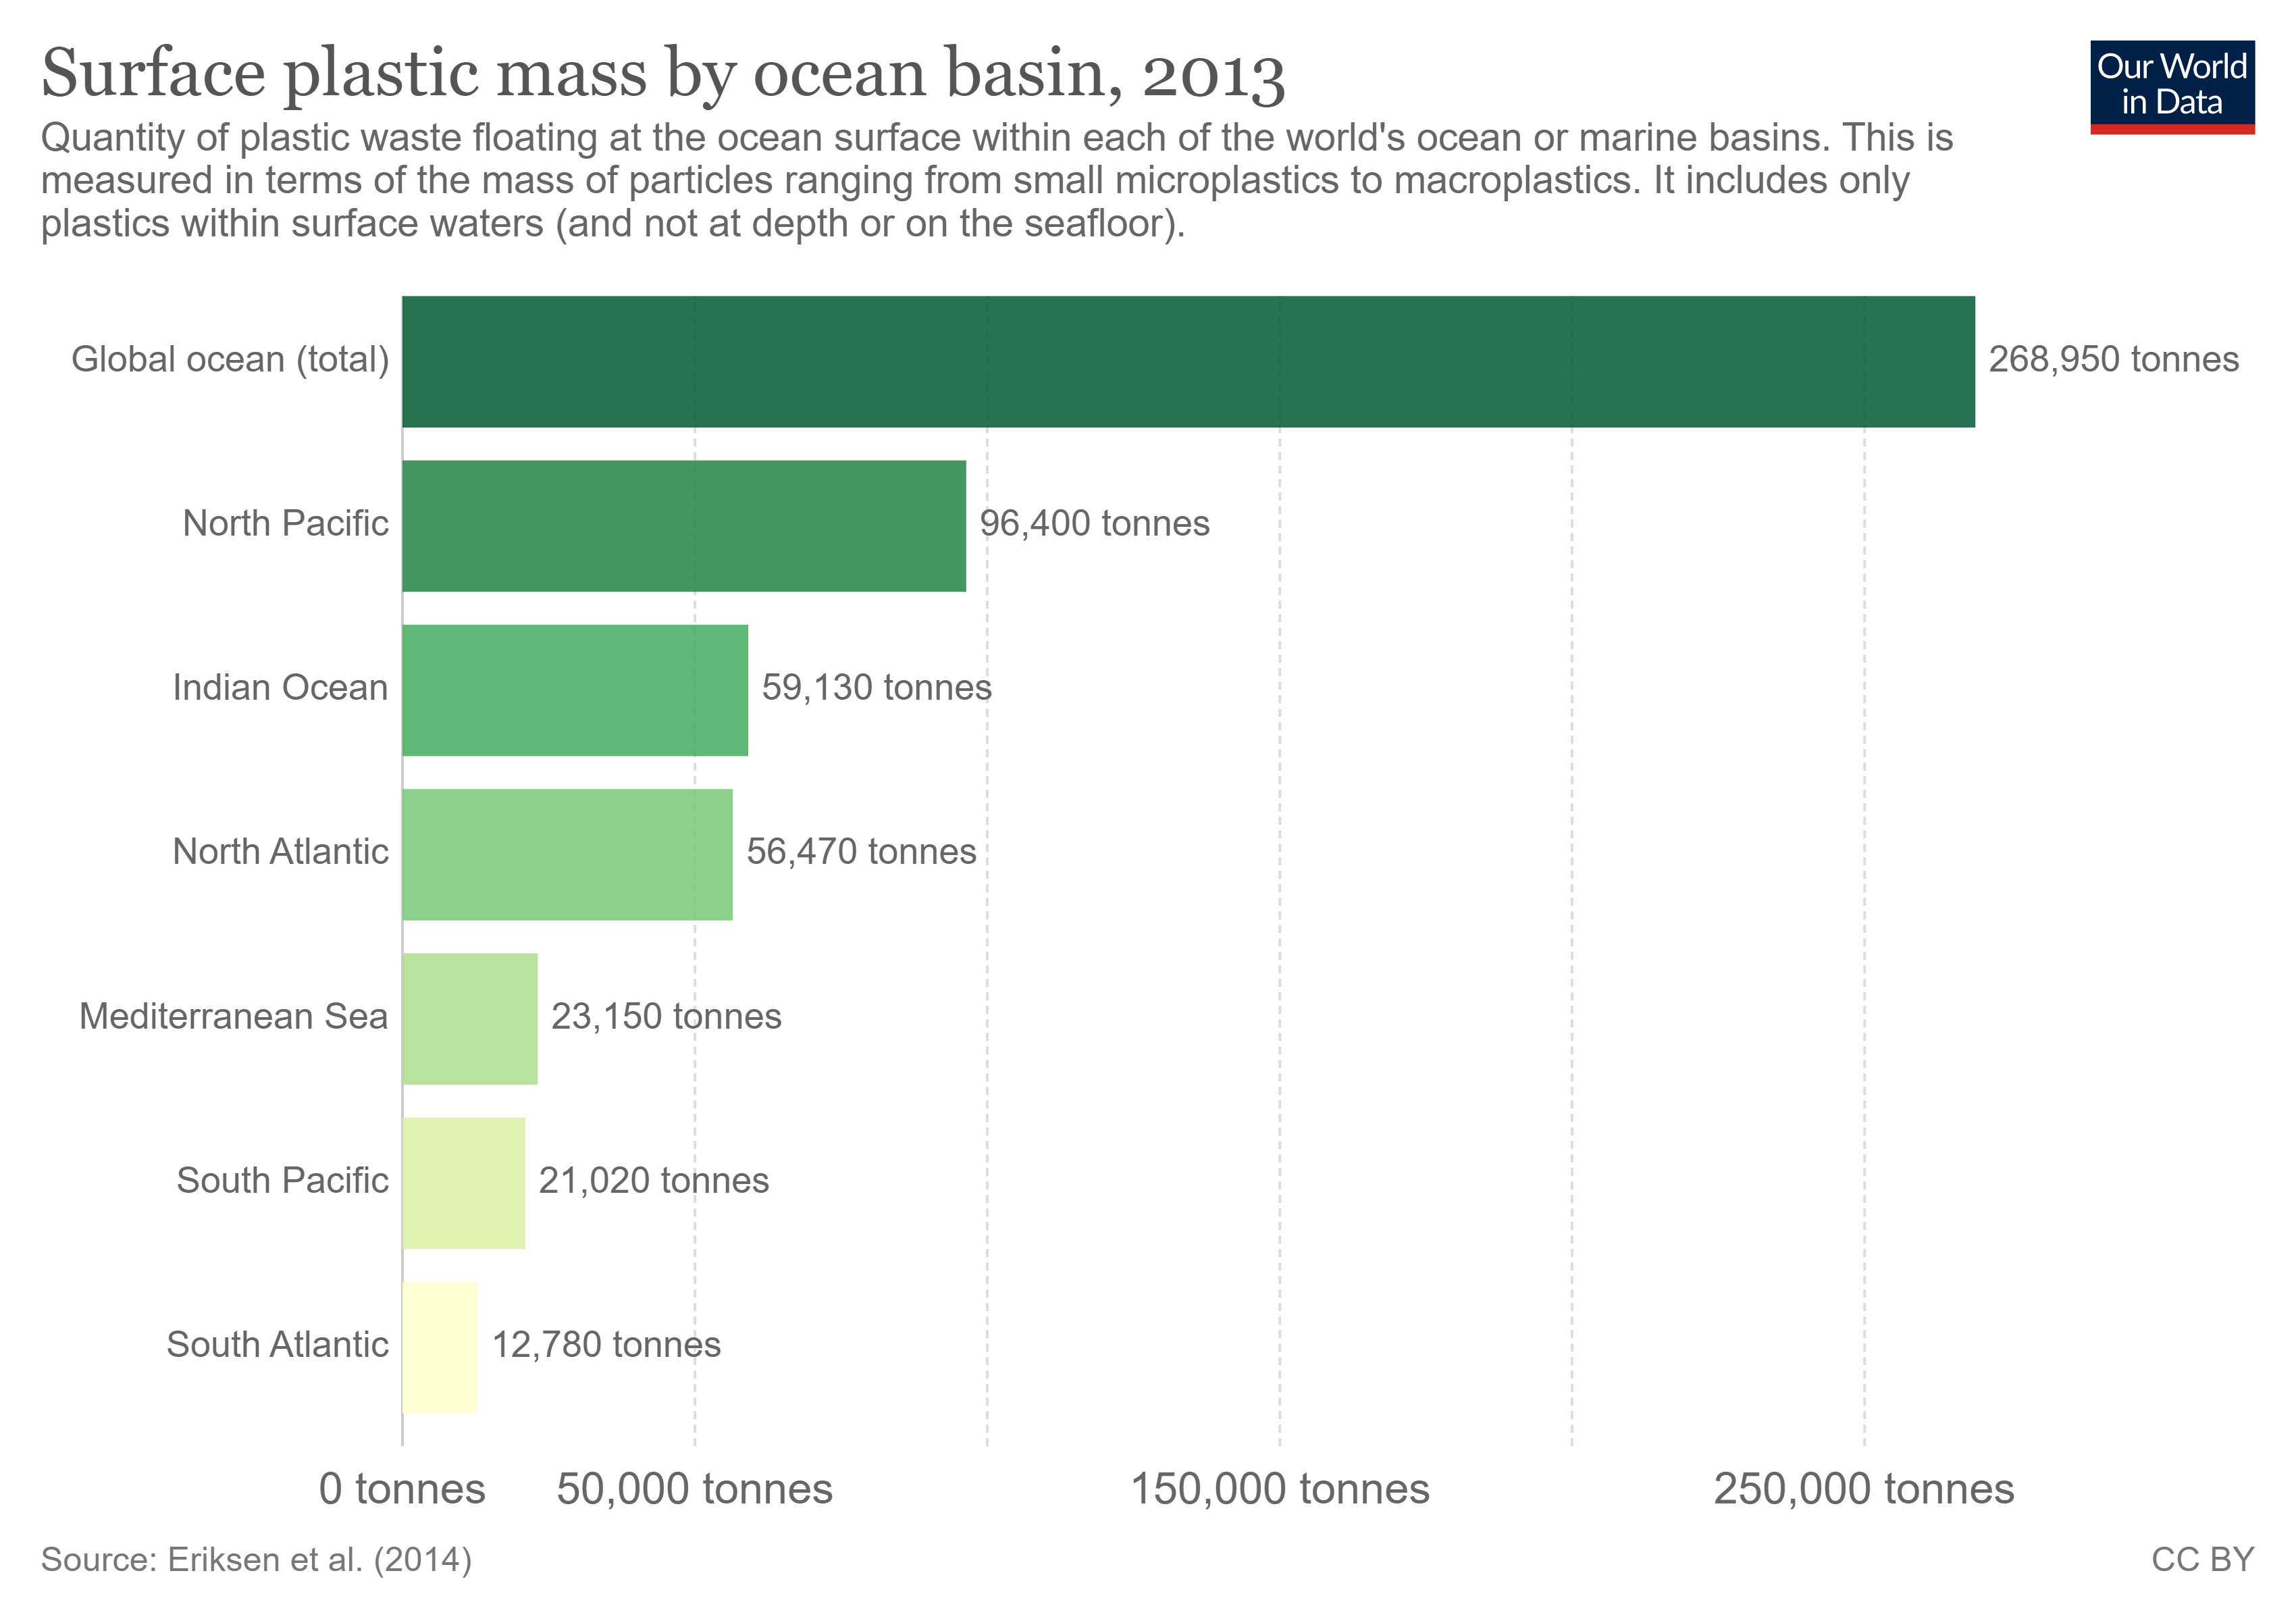 Surface plastic mass by ocean basin, 2013
Our World
in Data
Quantity of plastic waste floating at the ocean surface within each of the world's ocean or marine basins. This is
measured in terms of the mass of particles ranging from small microplastics to macroplastics. It includes only
plastics within surface waters (and not at depth or on the seafloor).
Global ocean (total) 268,950 tonnes
North Pacific 96,400 tonnes
Indian Ocean 59,130 tonnes
North Atlantic 56,470 tonnes
Mediterranean Sea 23,150 tonnes
South Pacific 21,020 tonnes
South Atlantic 12,780 tonnes
0 tonnes 50,000 tonnes 150,000 tonnes 250,000 tonnes
Source: Eriksen et al. (2014) CC BY